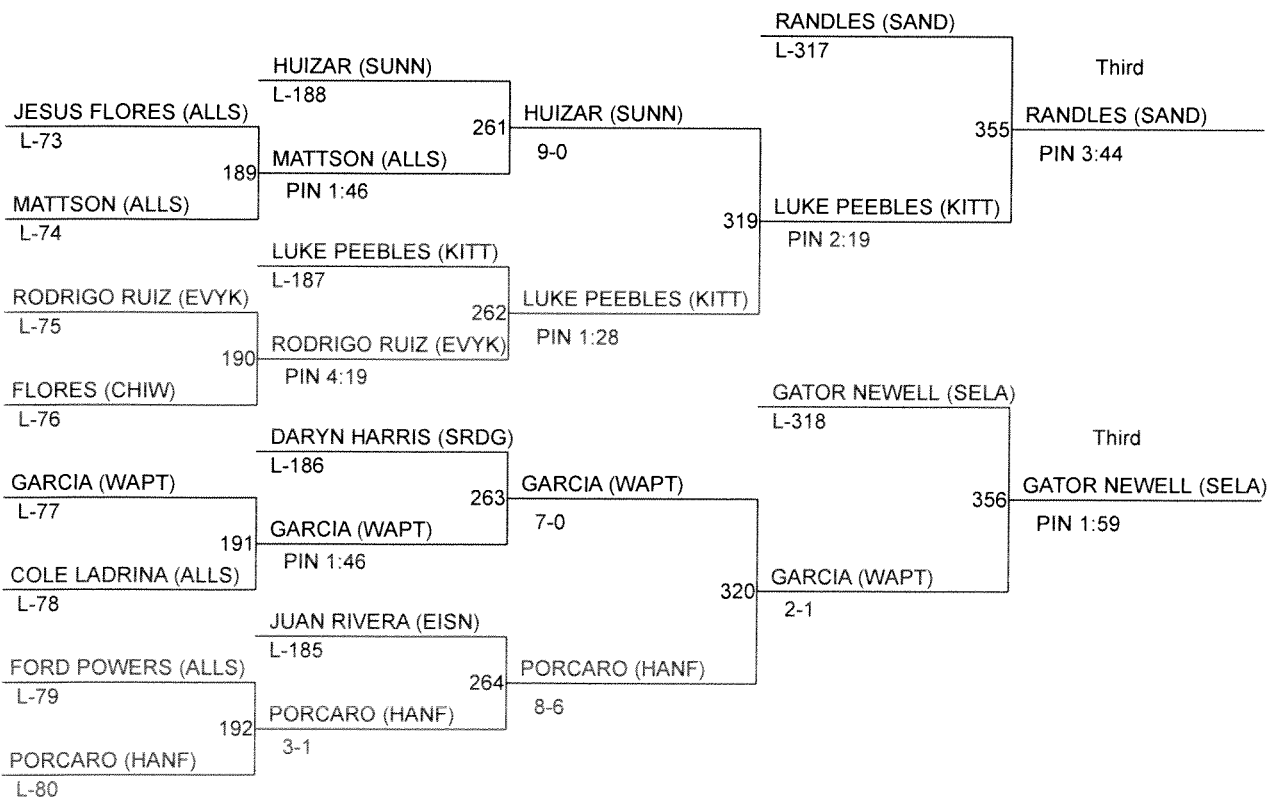 RANDLES (SAND)
L-317
HUIZAR (SUNN)
L-188
Third
JESUS FLORES (ALLS)
L-73
261
HUIZAR (SUNN)
9-0
355
RANDLES (SAND)
PIN 3:44
189
MATTSON (ALLS)
PIN 1:46
MATTSON (ALLS)
L-74
319
LUKE PEEBLES (KITT)
PIN 2:19
LUKE PEEBLES (KITT)
L-187
RODRIGO RUIZ (EVYK)
L-75
262
LUKE PEEBLES (KITT)
PIN 1:28
190
RODRIGO RUIZ (EVYK)
PIN 4:19
FLORES (CHIW)
L-76
GATOR NEWELL (SELA)
L-318
DARYN HARRIS (SRDG)
L-186
Third
GARCIA (WAPT)
L-77
263
GARCIA (WAPT)
7-0
356
GATOR NEWELL (SELA)
PIN 1:59
191
GARCIA (WAPT)
PIN 1:46
COLE LADRINA (ALLS)
L-78
320
GARCIA (WAPT)
2-1
JUAN RIVERA (EISN)
L-185
FORD POWERS (ALLS)
L-79
264
PORCARO (HANF)
8-6
192
PORCARO (HANF)
3-1
PORCARO (HANF)
L-80